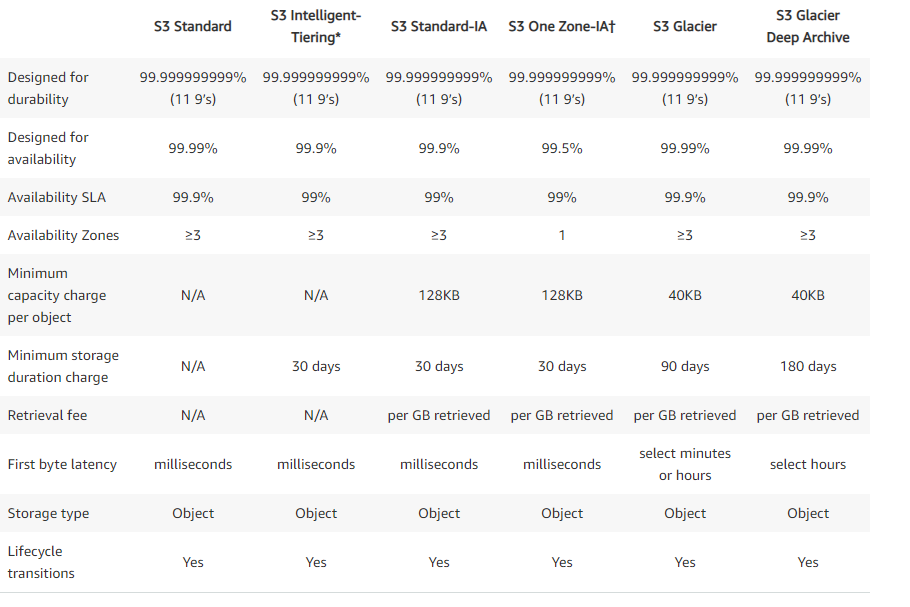 S3 Standard S3 Intelligent-Tiering* S3 Standard-IA S3 One Zone-IA† S3 Glacier S3 Glacier Deep Archive
Designed for durability 99.999999999% (11 9’s) 99.999999999% (11 9’s) 99.999999999% (11 9’s) 99.999999999% (11 9’s) 99.999999999% (11 9’s) 99.999999999% (11 9’s)
Designed for availability 99.99% 99.9% 99.9% 99.5% 99.99% 99.99%
Availability SLA 99.9% 99% 99% 99% 99.9% 99.9%
Availability Zones ≥3 ≥3 ≥3 1 ≥3 ≥3
Minimum capacity charge per object N/A N/A 128KB 128KB 40KB 40KB
Minimum storage duration charge N/A 30 days 30 days 30 days 90 days 180 days
Retrieval fee N/A N/A per GB retrieved per GB retrieved per GB retrieved per GB retrieved
First byte latency milliseconds milliseconds milliseconds milliseconds select minutes or hours select hours
Storage type Object Object Object Object Object Object
Lifecycle transitions Yes Yes Yes Yes Yes Yes